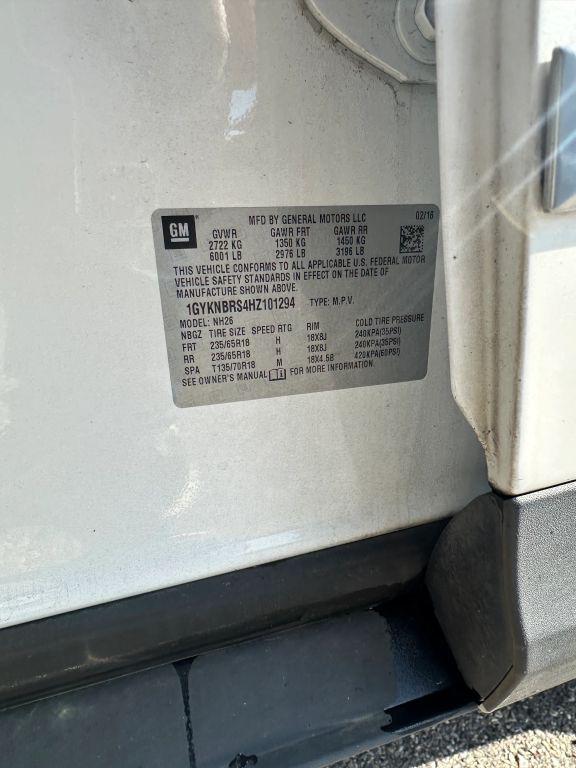 GM
MFD BY GENERAL MOTORS LLC 02/16
GVWR GAWR FRT GAWR RR
2722 KG 1350 KG 1450 KG
6001 LB 2976 LB 3196 LB
THIS VEHICLE CONFORMS TO ALL APPLICABLE U.S. FEDERAL MOTOR
VEHICLE SAFETY STANDARDS IN EFFECT ON THE DATE OF
MANUFACTURE SHOWN ABOVE.
1GYKNBRS4HZ101294 TYPE: M.P.V.
MODEL: NH26
NBGZ TIRE SIZE SPEED RTG RIM COLD TIRE PRESSURE
FRT 235/65R18 H 18X8J 240KPA(35PSI)
RR 235/65R18 H 18X8J 240KPA(35PSI)
SPA T135/70R18 M 18X4.5B 420KPA(60PSI)
SEE OWNER'S MANUAL FOR MORE INFORMATION.